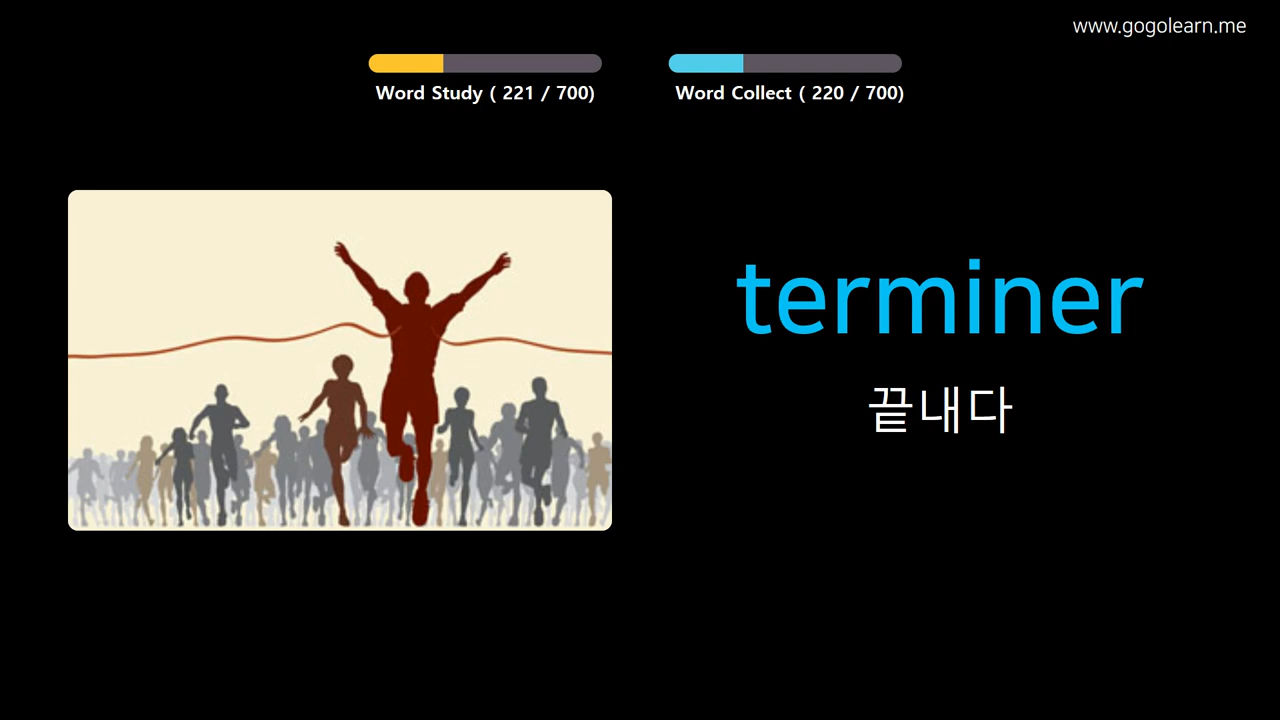 www.gogolearn.me
Word Study ( 221 / 700)
Word Collect ( 220 / 700)
terminer
끝내다